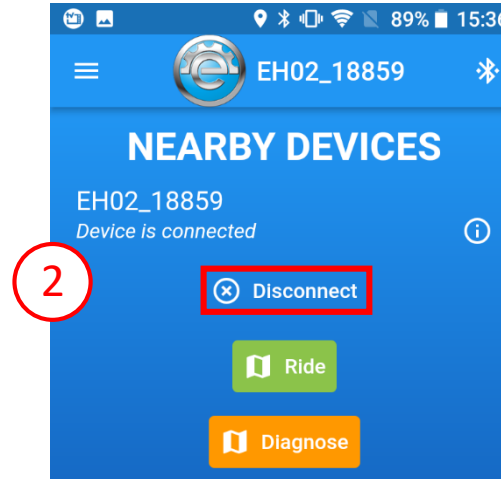 89% 15:36
EH02_18859
NEARBY DEVICES
EH02_18859
Device is connected
2
Disconnect
Ride
Diagnose